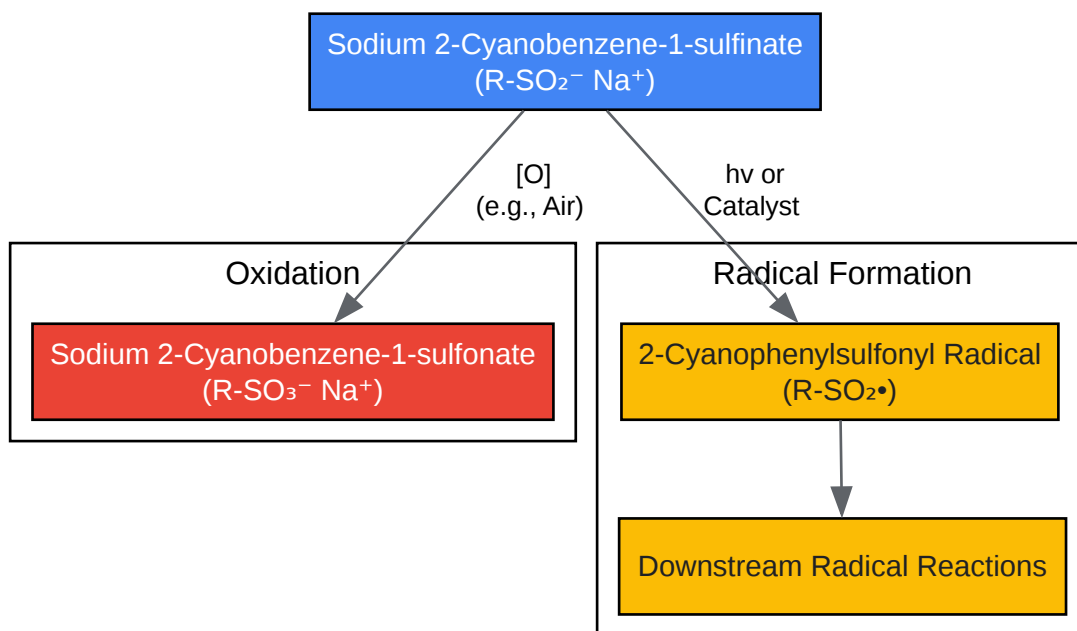 Sodium 2-Cyanobenzene-1-sulfinate
(R-SO₂⁻ Na⁺)
[O]
(e.g., Air)
hv or
Catalyst
Oxidation
Sodium 2-Cyanobenzene-1-sulfonate
(R-SO₃⁻ Na⁺)
Radical Formation
2-Cyanophenylsulfonyl Radical
(R-SO₂•)
Downstream Radical Reactions